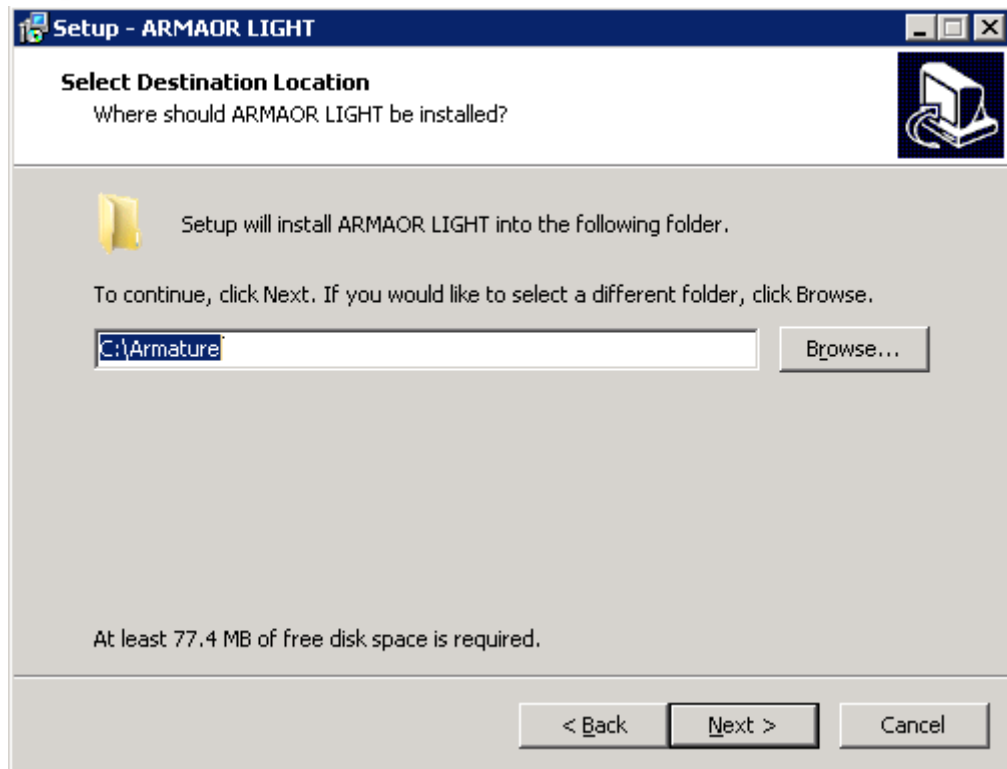 Setup - ARMAOR LIGHT
Select Destination Location
Where should ARMAOR LIGHT be installed?
Setup will install ARMAOR LIGHT into the following folder.
To continue, click Next. If you would like to select a different folder, click Browse.
C:\Armature
Browse...
At least 77.4 MB of free disk space is required.
< Back
Next >
Cancel